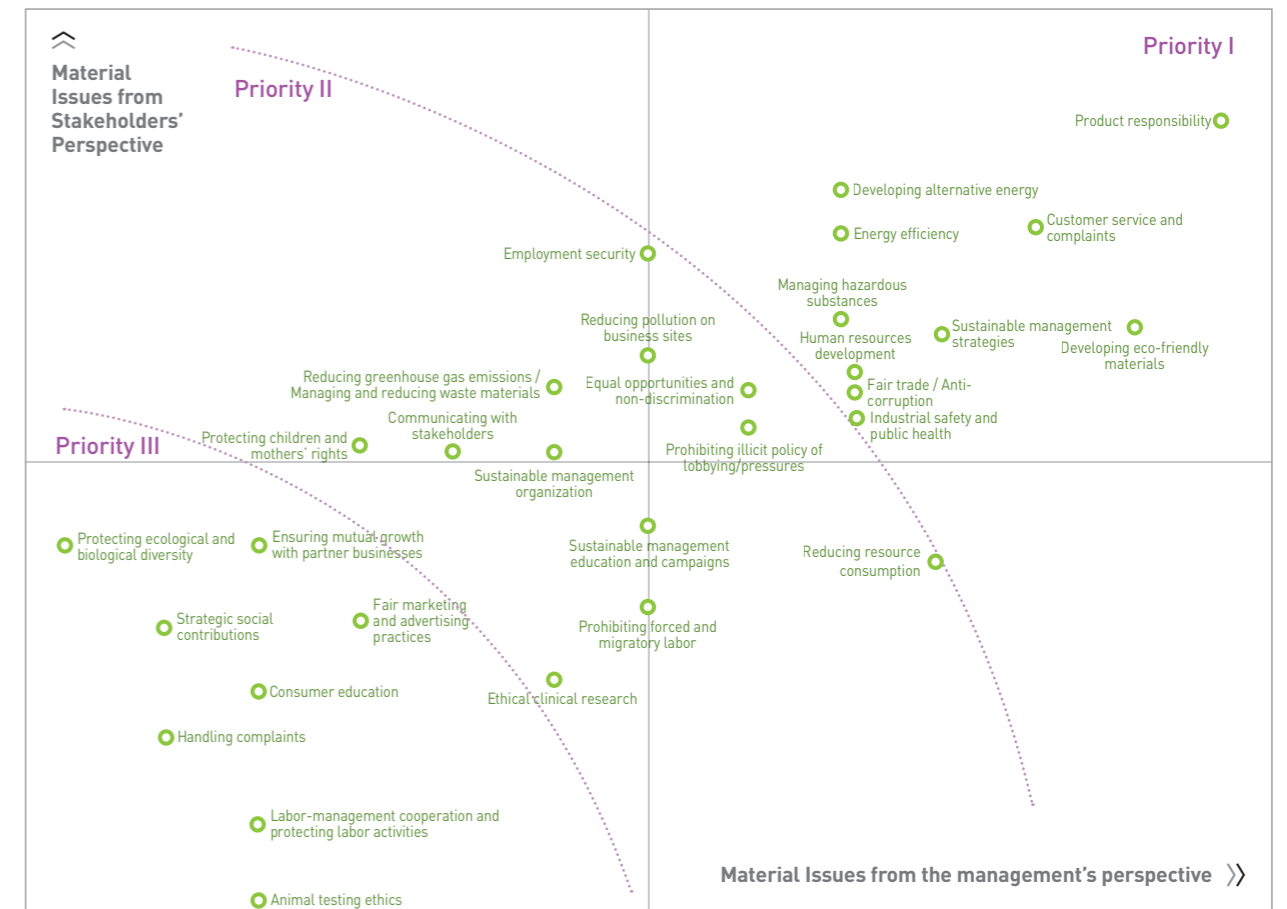 Material
Issues from
Stakeholders'
Perspective
Priority II
Priority I
Product responsibility
Developing alternative energy
Customer service and
complaints
Energy efficiency
Employment security
Managing hazardous
substances
Reducing pollution on
business sites
Sustainable management
strategies
Human resources
development
Developing eco-friendly
materials
Reducing greenhouse gas emissions /
Managing and reducing waste materials
Equal opportunities and
non-discrimination
Fair trade / Anti-
corruption
Industrial safety and
public health
Communicating with
stakeholders
Priority III
Protecting children and
mothers' rights
Prohibiting illicit policy of
lobbying/pressures
Sustainable management
organization
Protecting ecological and
biological diversity
Ensuring mutual growth
with partner businesses
Sustainable management
education and campaigns
Reducing resource
consumption
Strategic social
contributions
Fair marketing
and advertising
practices
Prohibiting forced and
migratory labor
Consumer education
Ethical clinical research
Handling complaints
Labor-management cooperation and
protecting labor activities
Material Issues from the management's perspective
Animal testing ethics